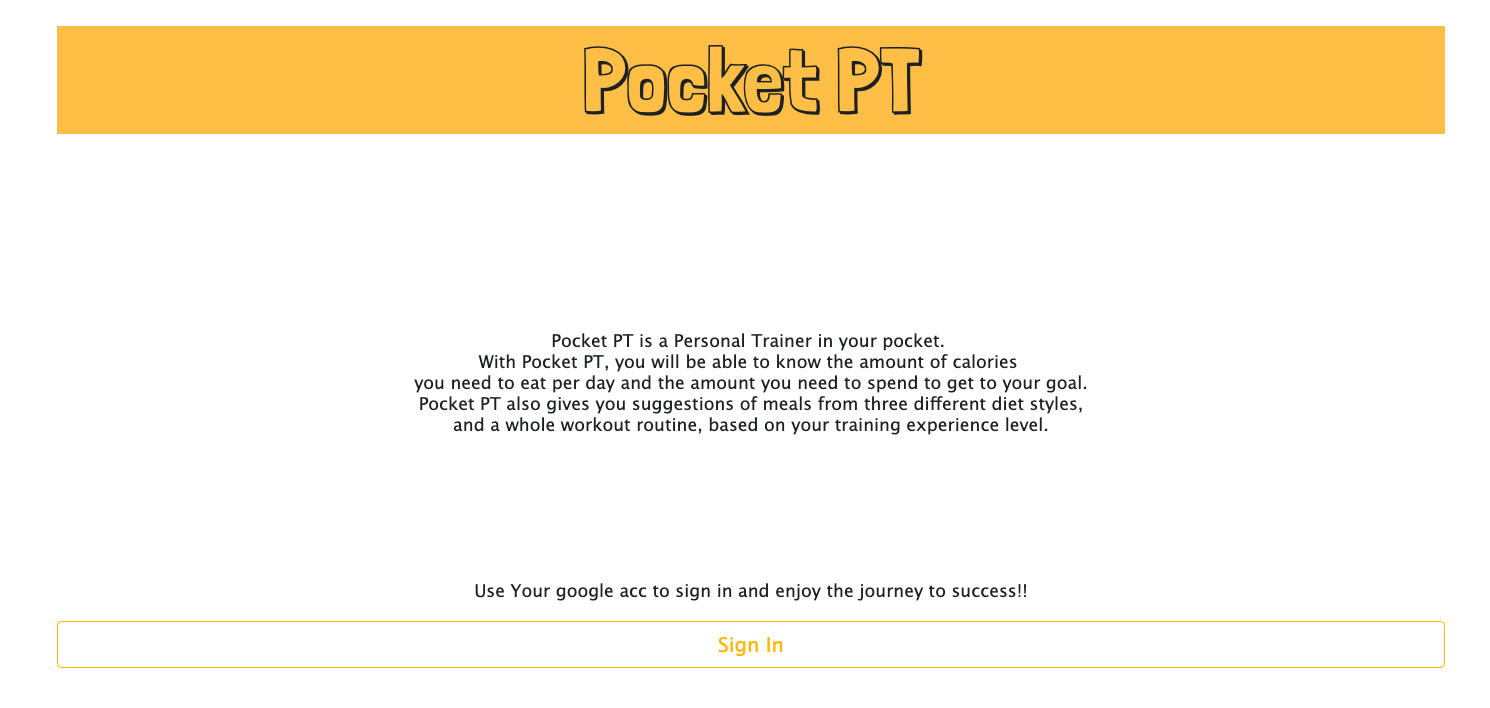 Pocket PT
Pocket PT is a Personal Trainer in your pocket.
With Pocket PT, you will be able to know the amount of calories
you need to eat per day and the amount you need to spend to get to your goal.
Pocket PT also gives you suggestions of meals from three different diet styles,
and a whole workout routine, based on your training experience level.
Use Your google acc to sign in and enjoy the journey to success!!
Sign In